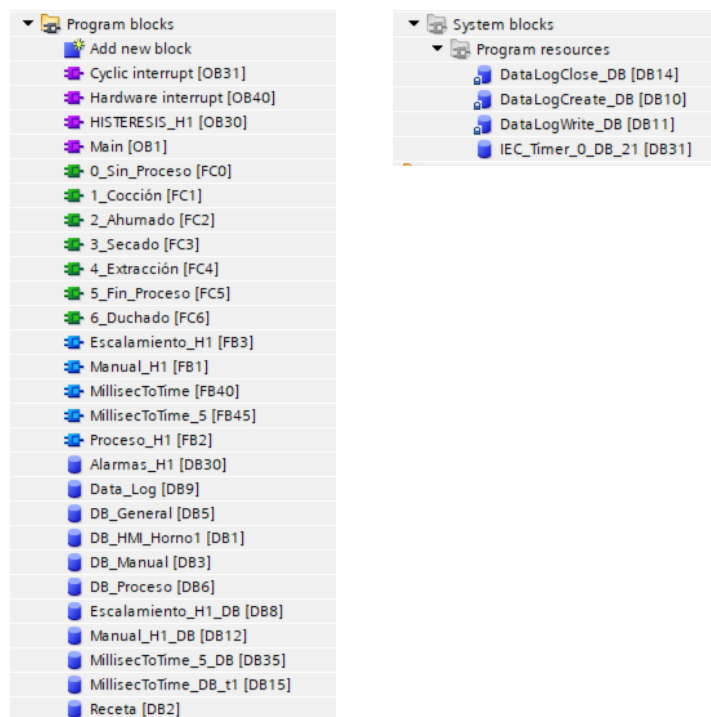 Program blocks
Add new block
Cyclic interrupt [OB31]
Hardware interrupt [OB40]
HISTERESIS_H1 [OB30]
Main [OB1]
0_Sin_Proceso [FC0]
1_Cocción [FC1]
2_Ahumado [FC2]
3_Secado [FC3]
4_Extracción [FC4]
5_Fin_Proceso [FC5]
6_Duchado [FC6]
Escalamiento_H1 [FB3]
Manual_H1 [FB1]
MillisecToTime [FB40]
MillisecToTime_5 [FB45]
Proceso_H1 [FB2]
Alarmas_H1 [DB30]
Data_Log [DB9]
DB_General [DB5]
DB_HMI_Horno1 [DB1]
DB_Manual [DB3]
DB_Proceso [DB6]
Escalamiento_H1_DB [DB8]
Manual_H1_DB [DB12]
MillisecToTime_5_DB [DB35]
MillisecToTime_DB_t1 [DB15]
Receta [DB2]
System blocks
Program resources
DataLogClose_DB [DB14]
DataLogCreate_DB [DB10]
DataLogWrite_DB [DB11]
IEC_Timer_0_DB_21 [DB31]